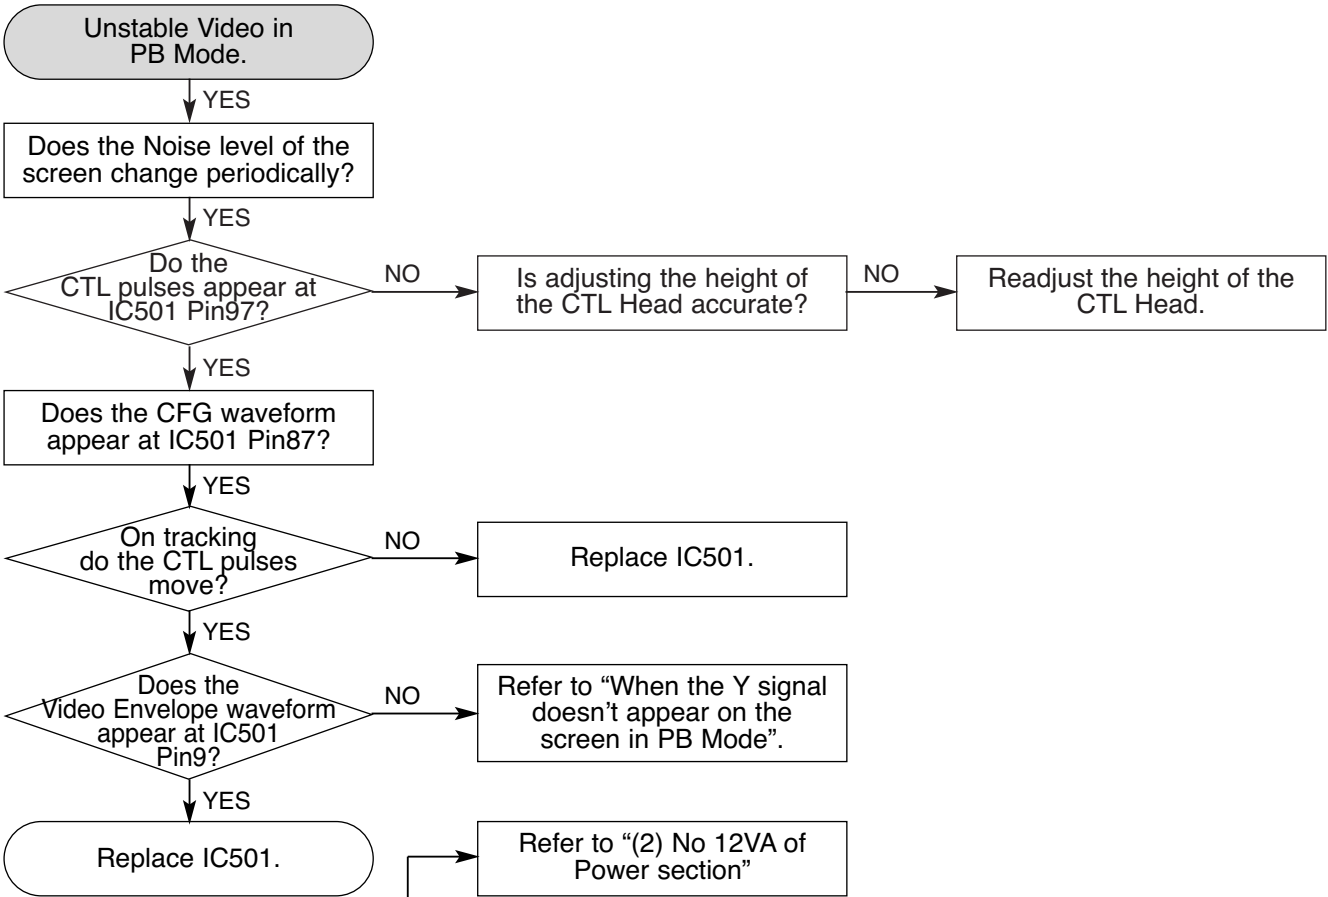 Unstable Video in
PB Mode.
YES
Does the Noise level of the
screen change periodically?
YES
Do the
CTL pulses appear at
IC501 Pin97?
NO
Is adjusting the height of
the CTL Head accurate?
NO
Readjust the height of the
CTL Head.
YES
Does the CFG waveform
appear at IC501 Pin87?
YES
On tracking
do the CTL pulses
move?
NO
Replace IC501.
YES
Does the
Video Envelope waveform
appear at IC501
Pin9?
NO
Refer to “When the Y signal
doesn't appear on the
screen in PB Mode”.
YES
Replace IC501.
Refer to “(2) No 12VA of
Power section”